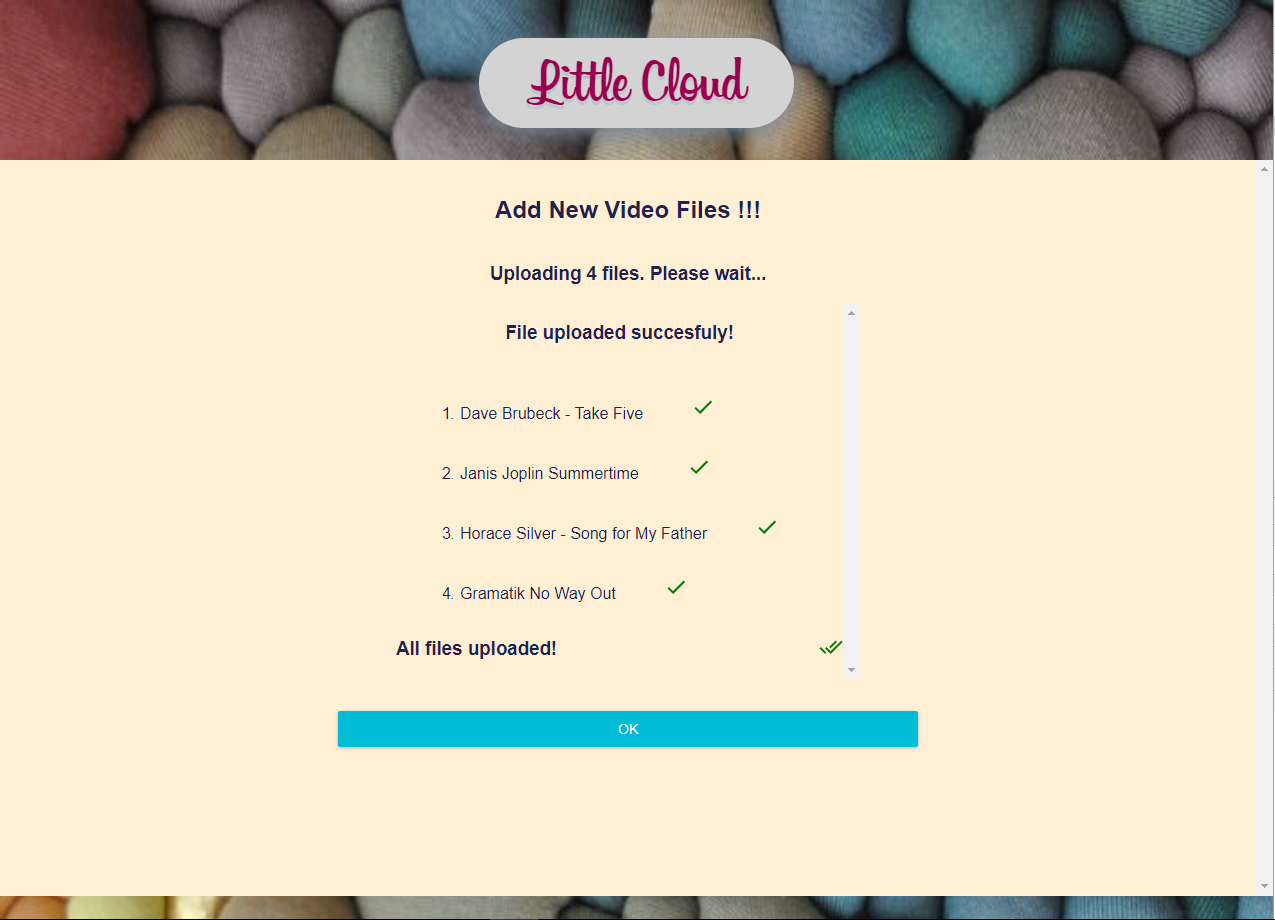 Little Cloud
Add New Video Files !!!
Uploading 4 files. Please wait...
File uploaded succesfuly!
1. Dave Brubeck - Take Five
2. Janis Joplin Summertime
3. Horace Silver - Song for My Father
4. Gramatik No Way Out
All files uploaded!
OK